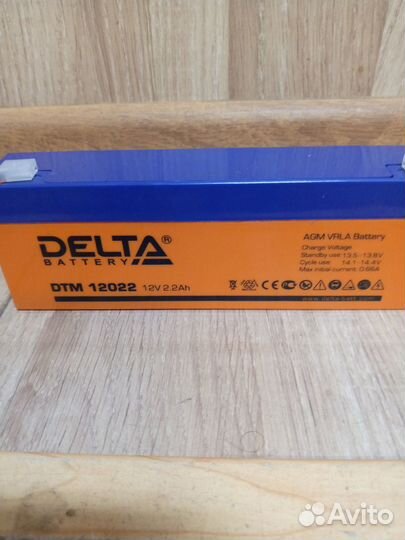 DELTA®
BATTERY
DTM 12022 12V 2.2Ah
AGM VRLA Battery
Charge Voltage
Standby use: 13.5-13.8V
Cycle use: 14.1-14.4V
Max initial current: 0.66A
www.delta-batt.com
Avito